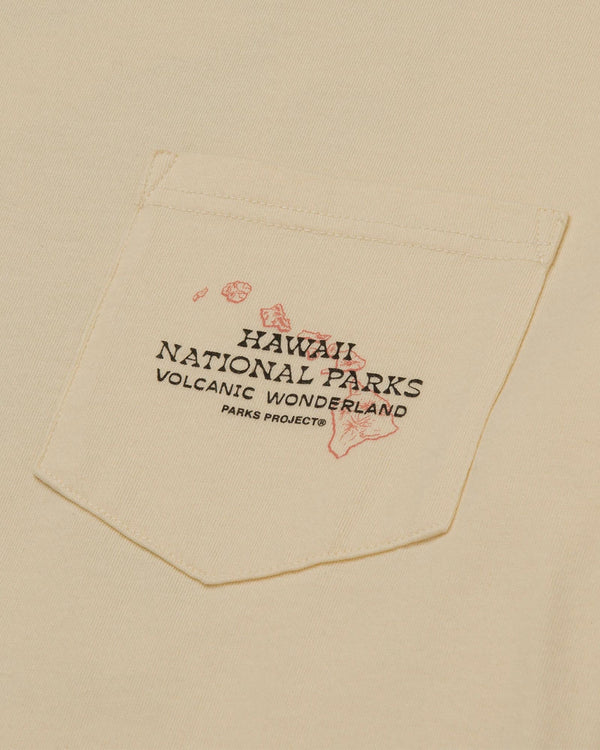 HAWAII
NATIONAL PARKS
VOLCANIC WONDERLAND
PARKS PROJECT®